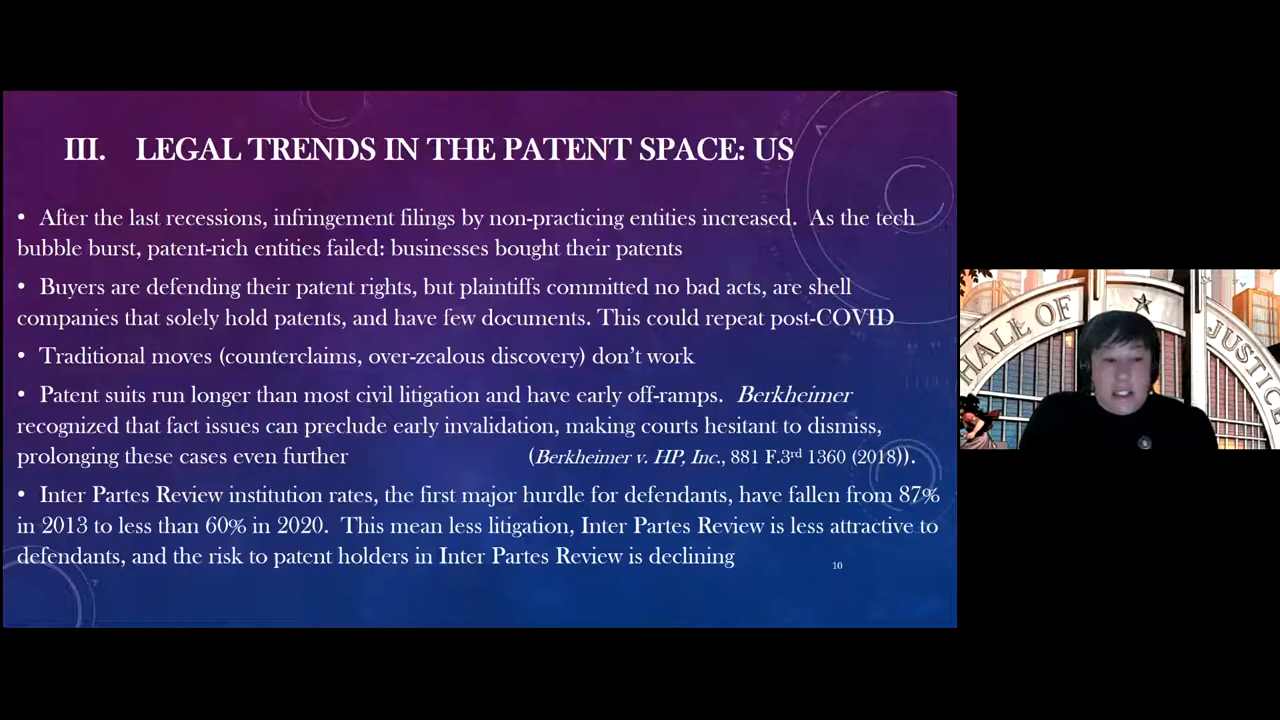 III. LEGAL TRENDS IN THE PATENT SPACE: US
• After the last recessions, infringement filings by non-practicing entities increased. As the tech
bubble burst, patent-rich entities failed: businesses bought their patents
• Buyers are defending their patent rights, but plaintiffs committed no bad acts, are shell
companies that solely hold patents, and have few documents. This could repeat post-COVID
• Traditional moves (counterclaims, over-zealous discovery) don't work
• Patent suits run longer than most civil litigation and have early off-ramps. Berkheimer
recognized that fact issues can preclude early invalidation, making courts hesitant to dismiss,
prolonging these cases even further (Berkheimer v. HP, Inc., 881 F.3rd 1360 (2018)).
• Inter Partes Review institution rates, the first major hurdle for defendants, have fallen from 87%
in 2013 to less than 60% in 2020. This mean less litigation, Inter Partes Review is less attractive to
defendants, and the risk to patent holders in Inter Partes Review is declining
10
HALL OF JUSTICE